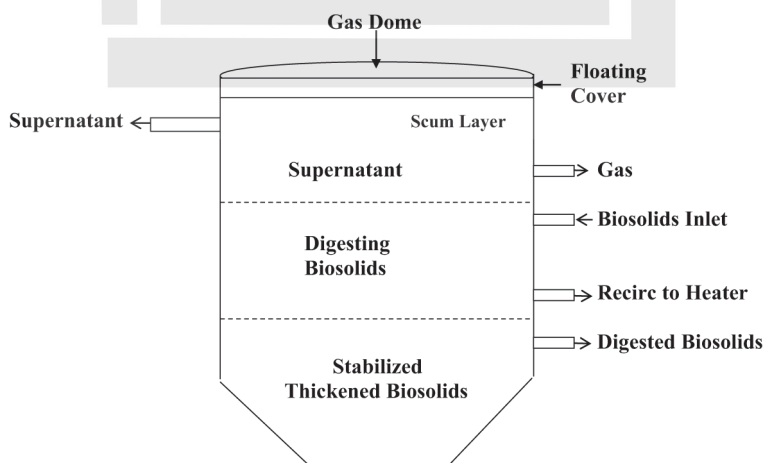 Gas Dome
Floating
Cover
Supernatant
Scum Layer
Supernatant
Gas
Biosolids Inlet
Digesting
Biosolids
Recirc to Heater
Digested Biosolids
Stabilized
Thickened Biosolids